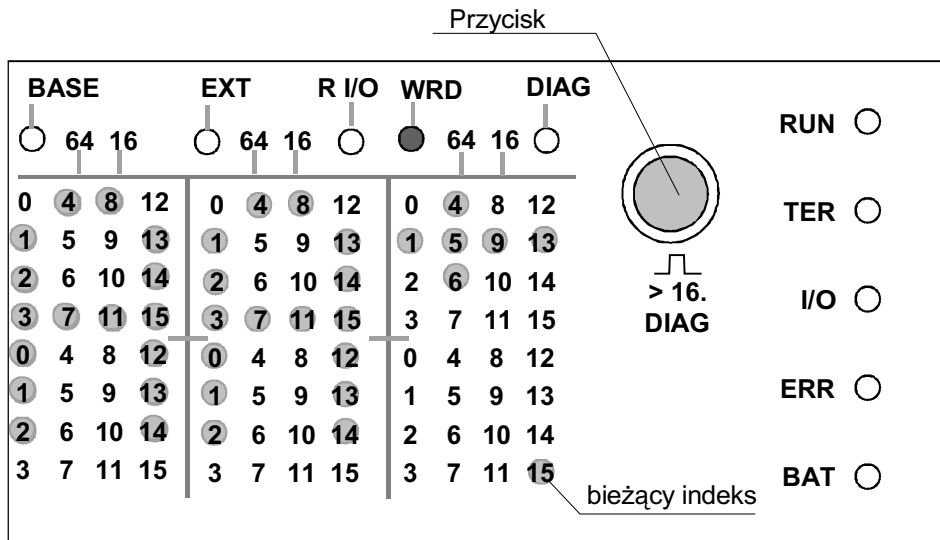 Przycisk
BASE EXT R I/O WRD DIAG
64 16 64 16 64 16
RUN
0 4 8 12 0 4 8 12 0 4 8 12
TER
1 5 9 13 1 5 9 13 1 5 9 13
2 6 10 14 2 6 10 14 2 6 10 14
> 16.
DIAG
I/O
3 7 11 15 3 7 11 15 3 7 11 15
0 4 8 12 0 4 8 12 0 4 8 12
1 5 9 13 1 5 9 13 1 5 9 13
ERR
2 6 10 14 2 6 10 14 2 6 10 14
3 7 11 15 3 7 11 15 3 7 11 15
BAT
bieżący indeks